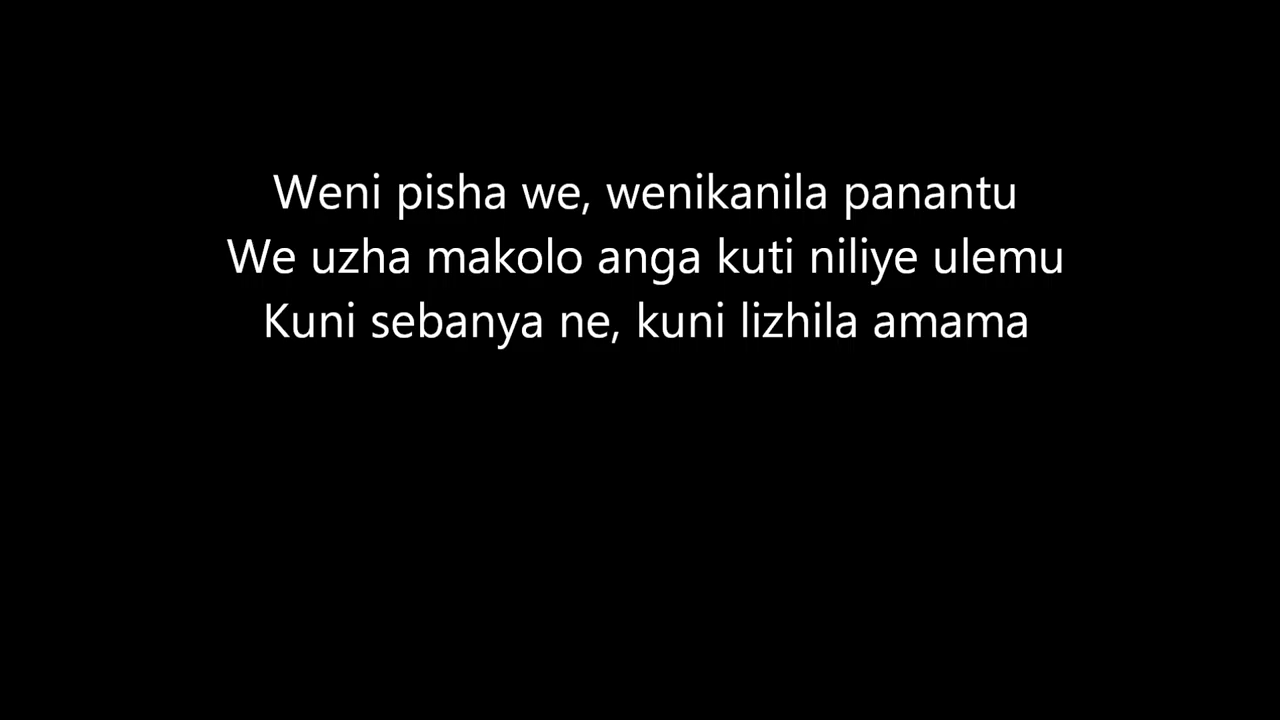 Weni pisha we, wenikanila panantu
We uzha makolo anga kuti niliye ulemu
Kuni sebanya ne, kuni lizhila amama